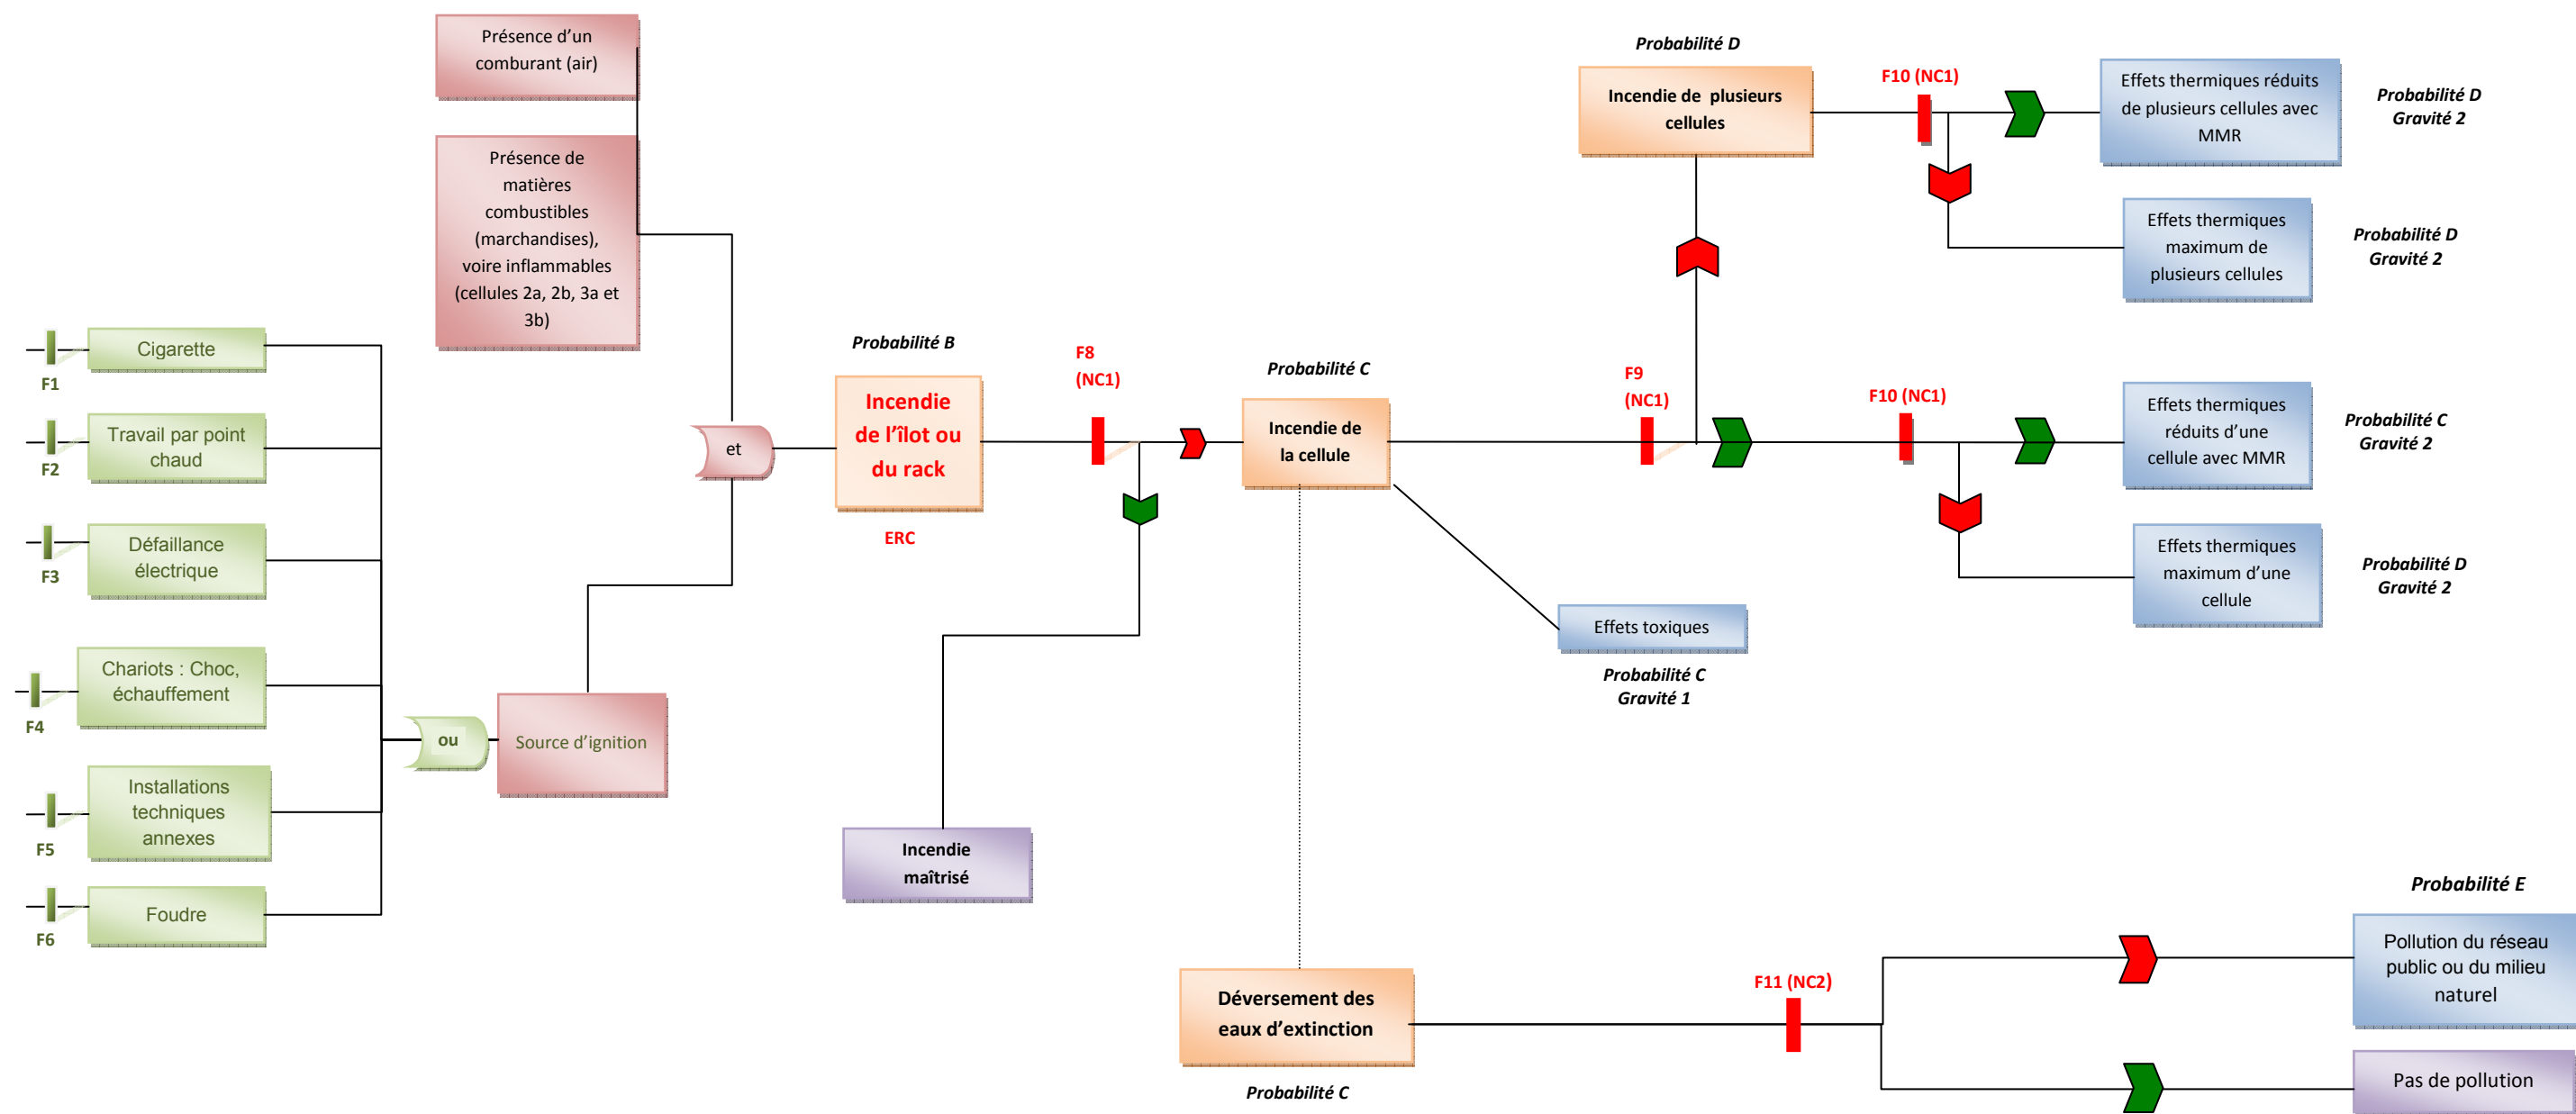 Présence d'un
comburant (air)
Présence de
matières
combustibles
(marchandises),
voire inflammables
(cellules 2a, 2b, 3a et
3b)
Cigarette
F1
Travail par point
chaud
F2
Défaillance
électrique
F3
Chariots : Choc,
échauffement
F4
Installations
techniques
annexes
F5
Foudre
F6
ou
Source d'ignition
et
Probabilité B
Incendie
de l'îlot ou
du rack
ERC
F8
(NC1)
Incendie
maîtrisé
Probabilité C
Incendie de
la cellule
Effets toxiques
Probabilité C
Gravité 1
F9
(NC1)
Probabilité D
Incendie de plusieurs
cellules
F10 (NC1)
Effets thermiques réduits
de plusieurs cellules avec
MMR
Probabilité D
Gravité 2
Effets thermiques
maximum de
plusieurs cellules
Probabilité D
Gravité 2
F10 (NC1)
Effets thermiques
réduits d'une
cellule avec MMR
Probabilité C
Gravité 2
Effets thermiques
maximum d'une
cellule
Probabilité D
Gravité 2
Déversement des
eaux d'extinction
Probabilité C
F11 (NC2)
Probabilité E
Pollution du réseau
public ou du milieu
naturel
Pas de pollution